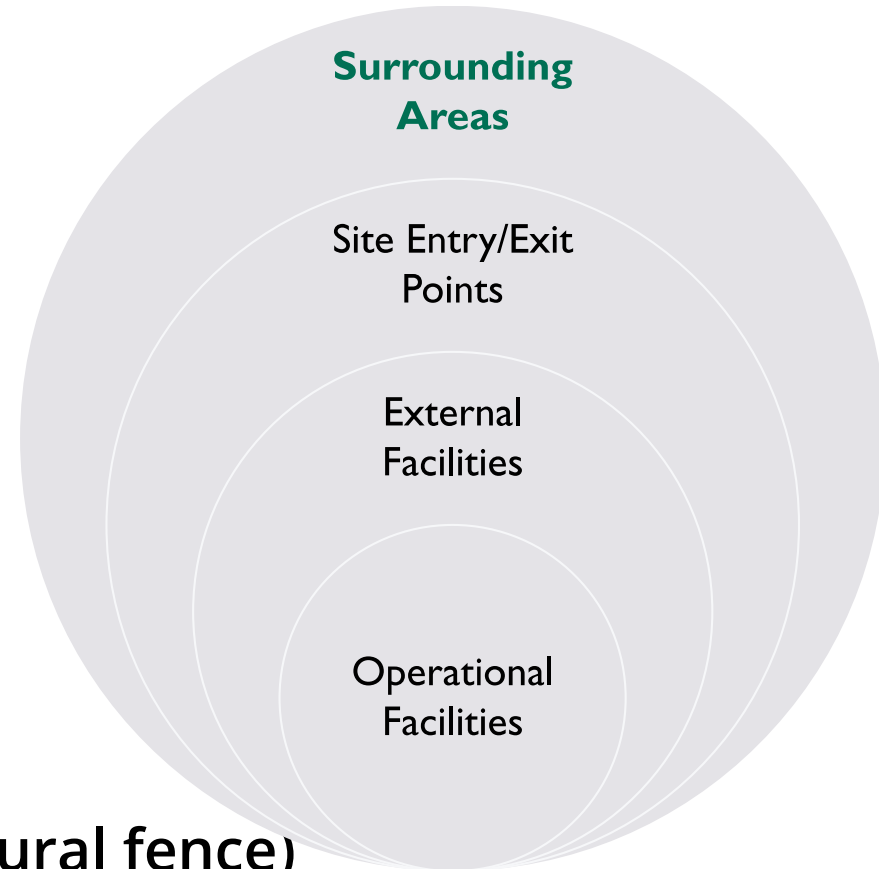 Surrounding
Areas
Site Entry/Exit
Points
External
Facilities
Operational
Facilities
ural fence)